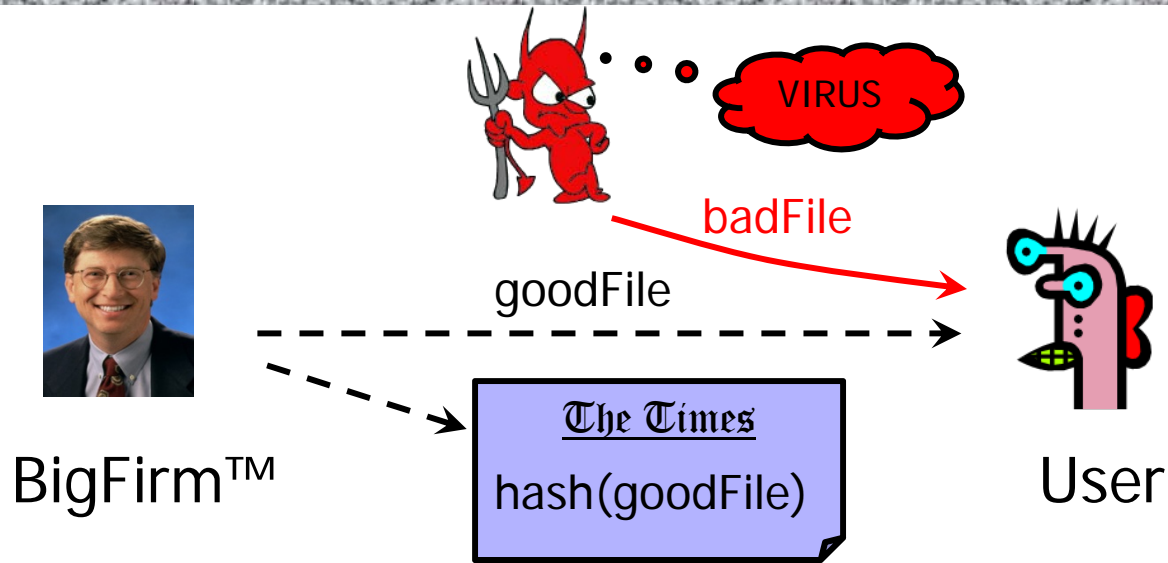 VIRUS
badFile
goodFile
The Times
hash(goodFile)
BigFirm™
User